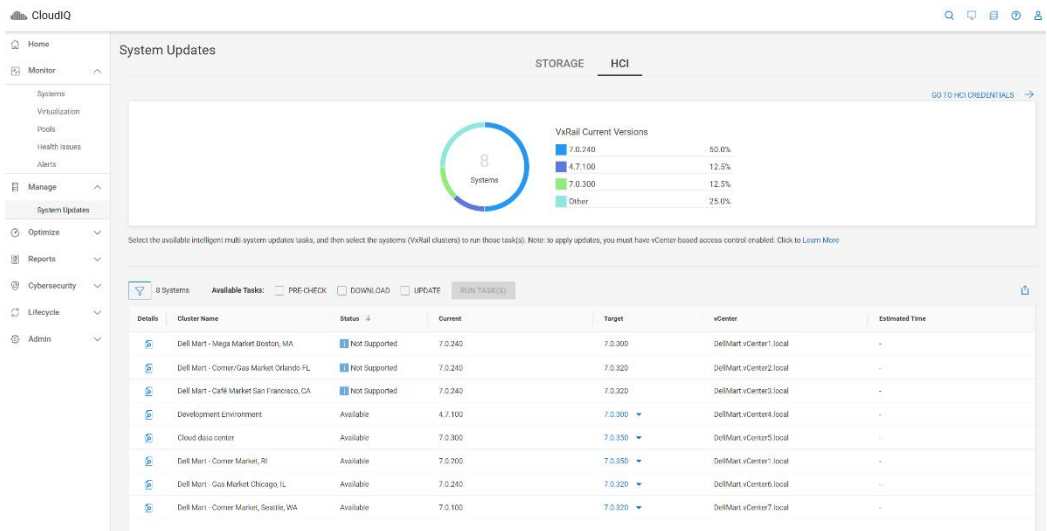 CloudIQ
Home
Monitor
Systems
Virtualization
Pools
Health Issues
Alerts
Manage
System Updates
Optimize
Reports
Cybersecurity
Lifecycle
Admin
System Updates
STORAGE HCI
GO TO HCI CREDENTIALS
8
Systems
VxRail Current Versions
7.0.240 50.0%
4.7.100 12.5%
7.0.300 12.5%
Other 25.0%
Select the available intelligent multi-system updates tasks, and then select the systems (VxRail clusters) to run those task(s). Note: to apply updates, you must have vCenter-based access control enabled. Click to Learn More
8 Systems Available Tasks: PRE-CHECK DOWNLOAD UPDATE RUN TASK(S)
Details Cluster Name Status Current Target vCenter Estimated Time
Dell Mart - Mega Market Boston, MA Not Supported 7.0.240 7.0.300 DellMart.vCenter1.local -
Dell Mart - Corner/Gas Market Orlando FL Not Supported 7.0.240 7.0.320 DellMart.vCenter2.local -
Dell Mart - Café Market San Francisco, CA Not Supported 7.0.240 7.0.320 DellMart.vCenter3.local -
Development Environment Available 4.7.100 7.0.300 DellMart.vCenter4.local -
Cloud data center Available 7.0.300 7.0.350 DellMart.vCenter5.local -
Dell Mart - Corner Market, RI Available 7.0.200 7.0.350 DellMart.vCenter1.local -
Dell Mart - Gas Market Chicago, IL Available 7.0.240 7.0.320 DellMart.vCenter6.local -
Dell Mart - Corner Market, Seattle, WA Available 7.0.100 7.0.320 DellMart.vCenter7.local -